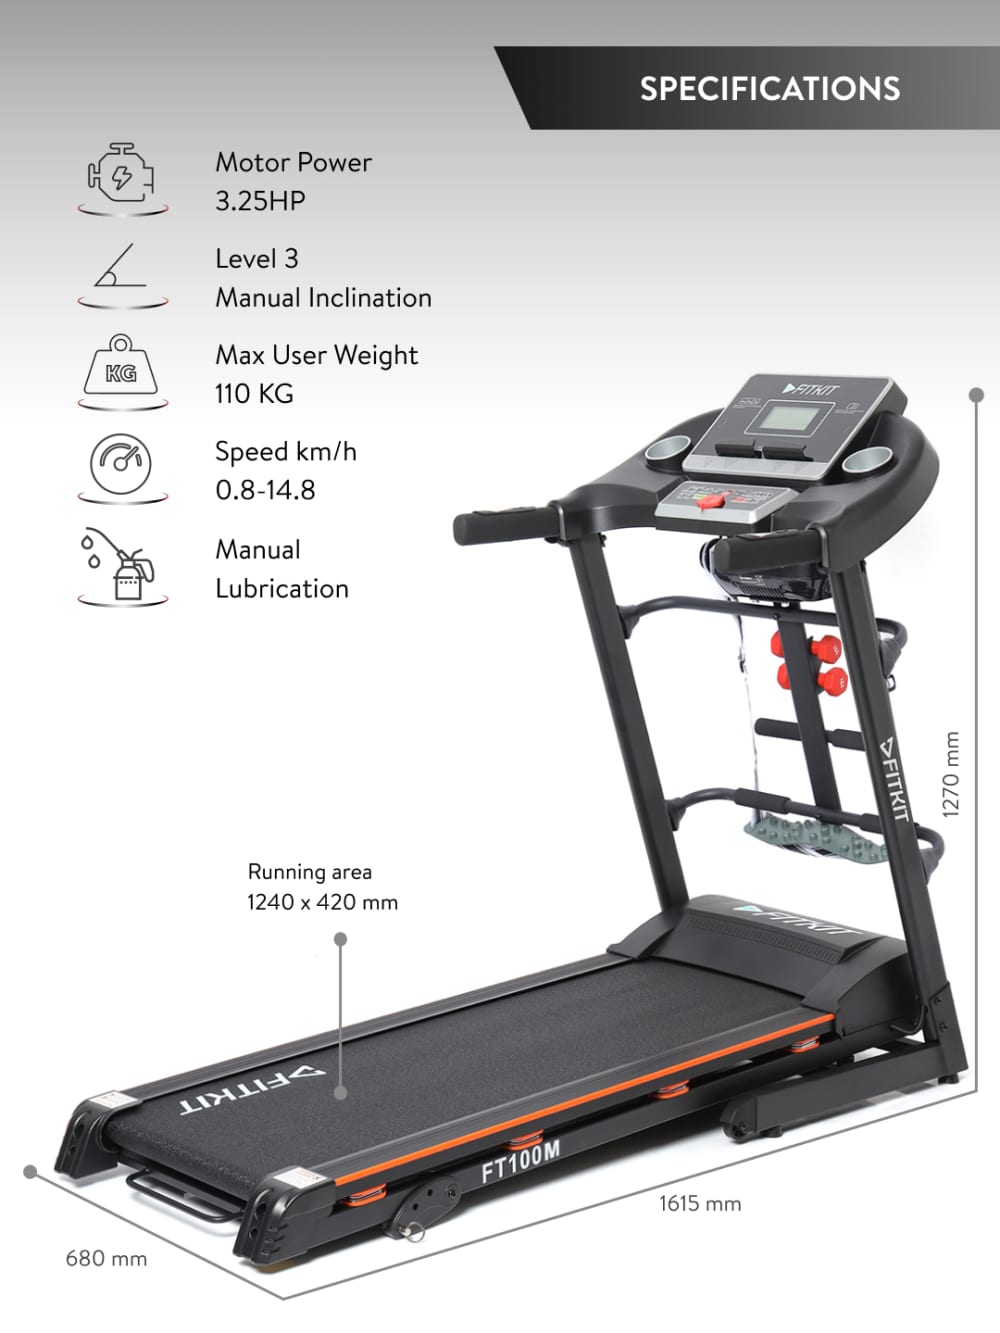 SPECIFICATIONS
Motor Power
3.25HP
Level 3
Manual Inclination
KG
Max User Weight
110 KG
Speed km/h
0.8-14.8
Manual
Lubrication
FITKIT
FITKIT
1270 mm
Running area
1240 x 420 mm
FITKIT
FITKIT
FT100M
1615 mm
680 mm